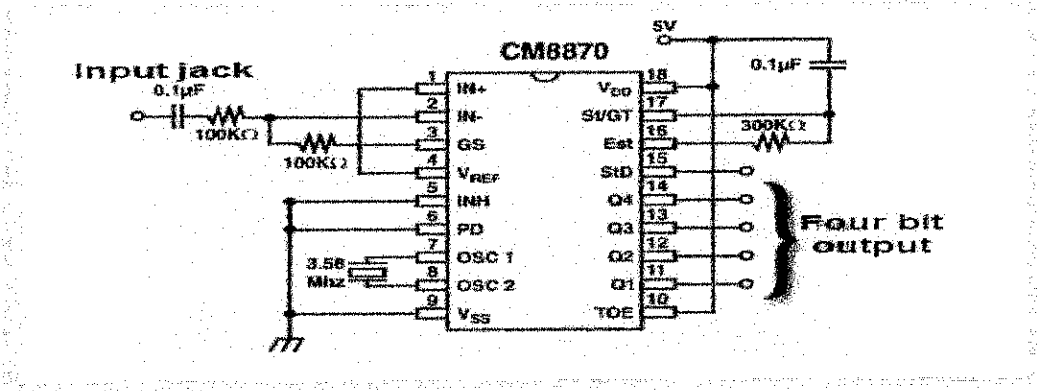 5V
CM8870
Input jack
0.1µF
0.1µF
100KΩ
100KΩ
300KΩ
1 IN+
2 IN-
3 GS
4 VREF
5 INH
6 PD
7 OSC 1
8 OSC 2
9 VSS
18 VDD
17 St/GT
16 Est
15 StD
14 Q4
13 Q3
12 Q2
11 Q1
10 TOE
3.58
Mhz
Four bit
output